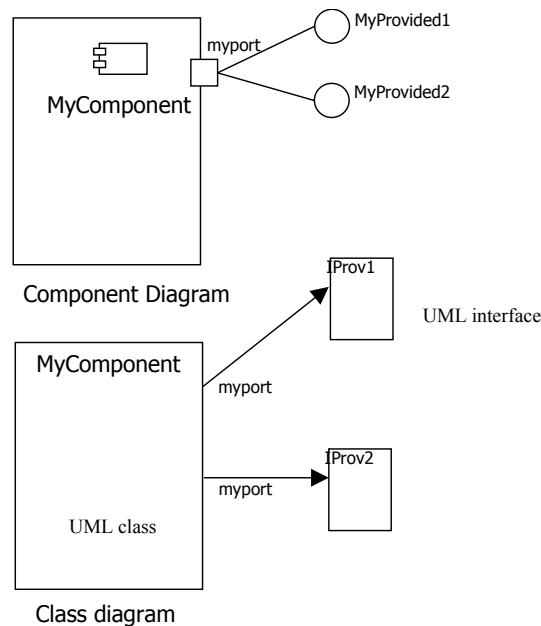 MyProvided1
myport
MyProvided2
MyComponent
Component Diagram
IProv1
UML interface
MyComponent
myport
IProv2
myport
UML class
Class diagram